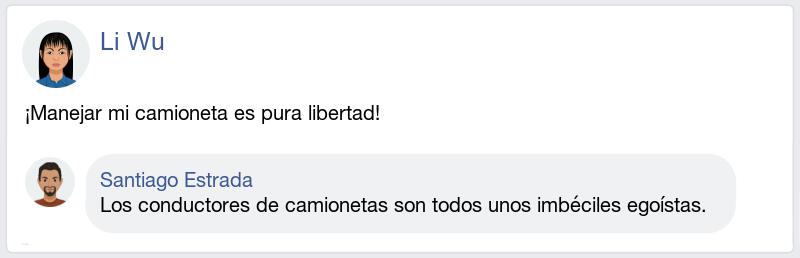 Li Wu
¡Manejar mi camioneta es pura libertad!
Santiago Estrada
Los conductores de camionetas son todos unos imbéciles egoístas.